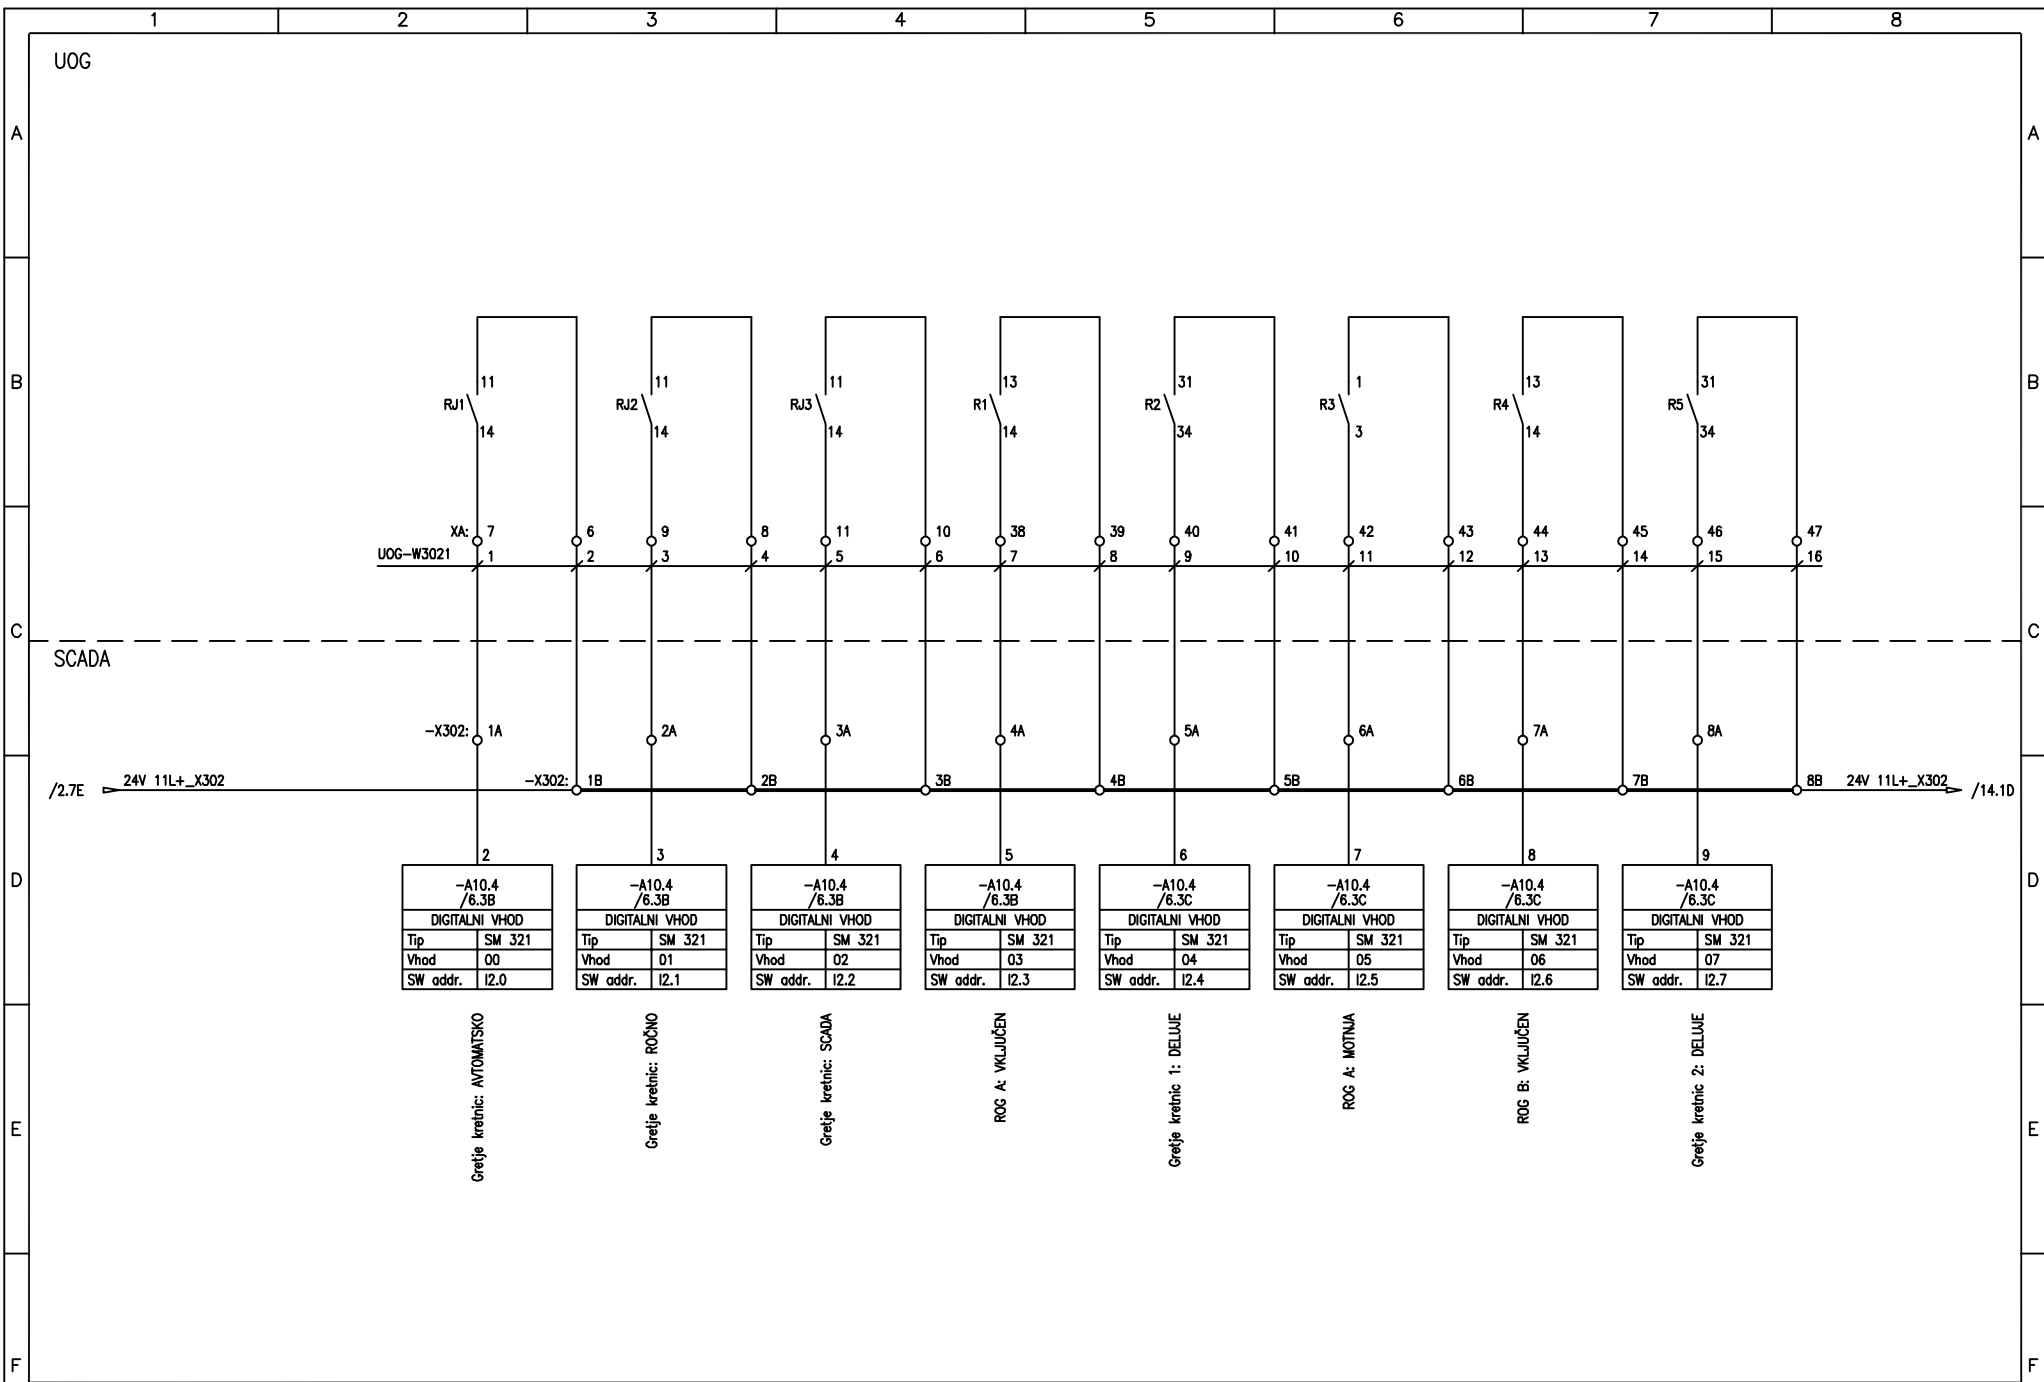 1 2 3 4 5 6 7 8
UOG
A A
B B
11 11 11 13 31 1 13 31
RJ1 RJ2 RJ3 R1 R2 R3 R4 R5
14 14 14 14 34 3 14 34
XA: 7 6 9 8 11 10 38 39 40 41 42 43 44 45 46 47
UOG-W3021 1 2 3 4 5 6 7 8 9 10 11 12 13 14 15 16
C C
SCADA
-X302: 1A 2A 3A 4A 5A 6A 7A 8A
/2.7E 24V 11L+_X302 -X302: 1B 2B 3B 4B 5B 6B 7B 8B 24V 11L+_X302 /14.1D
2 3 4 5 6 7 8 9
D D
-A10.4 -A10.4 -A10.4 -A10.4 -A10.4 -A10.4 -A10.4 -A10.4
/6.3B /6.3B /6.3B /6.3B /6.3C /6.3C /6.3C /6.3C
DIGITALNI VHOD DIGITALNI VHOD DIGITALNI VHOD DIGITALNI VHOD DIGITALNI VHOD DIGITALNI VHOD DIGITALNI VHOD DIGITALNI VHOD
Tip SM 321 Tip SM 321 Tip SM 321 Tip SM 321 Tip SM 321 Tip SM 321 Tip SM 321 Tip SM 321
Vhod 00 Vhod 01 Vhod 02 Vhod 03 Vhod 04 Vhod 05 Vhod 06 Vhod 07
SW addr. I2.0 SW addr. I2.1 SW addr. I2.2 SW addr. I2.3 SW addr. I2.4 SW addr. I2.5 SW addr. I2.6 SW addr. I2.7
Gretje kretnic: AVTOMATSKO
Gretje kretnic: ROČNO
Gretje kretnic: SCADA
ROG A: VKLJUČEN
Gretje kretnic 1: DELUJE
ROG A: MOTNJA
ROG B: VKLJUČEN
Gretje kretnic 2: DELUJE
E E
F F